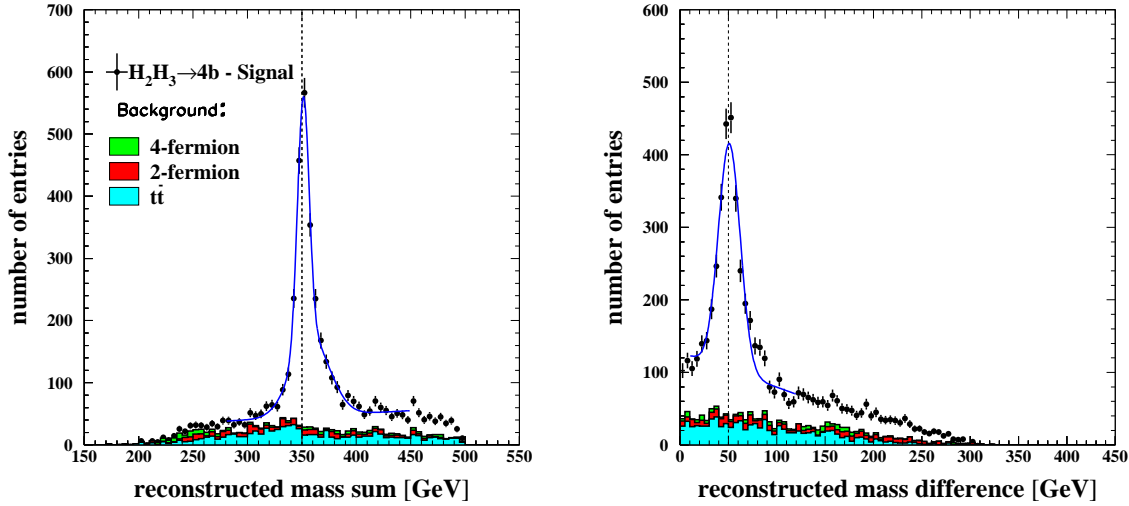 700
600
500
400
300
200
100
0
number of entries
H₂H₃→4b - Signal
Background:
4-fermion
2-fermion
tt̄
150 200 250 300 350 400 450 500 550
reconstructed mass sum [GeV]
600
500
400
300
200
100
0
number of entries
0 50 100 150 200 250 300 350 400 450
reconstructed mass difference [GeV]